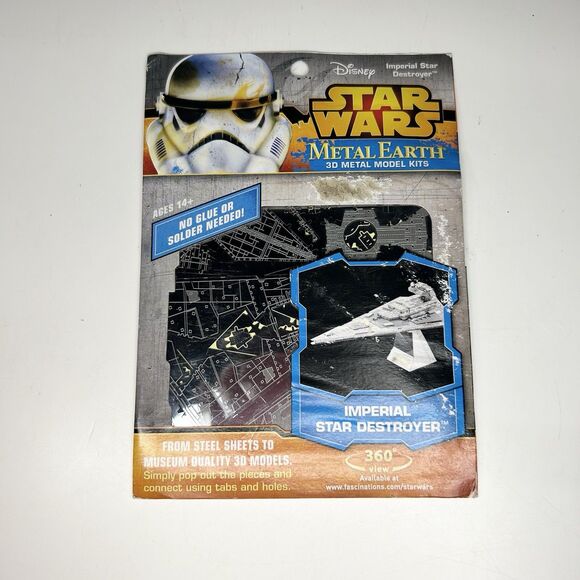 Disney
Imperial Star
Destroyer™
STAR
WARS
METAL EARTH®
3D METAL MODEL KITS
AGES 14+
NO GLUE OR
SOLDER NEEDED!
IMPERIAL
STAR DESTROYER™
FROM STEEL SHEETS TO
MUSEUM QUALITY 3D MODELS.
Simply pop out the pieces and
connect using tabs and holes.
360°
view
Available at
www.fascinations.com/starwars